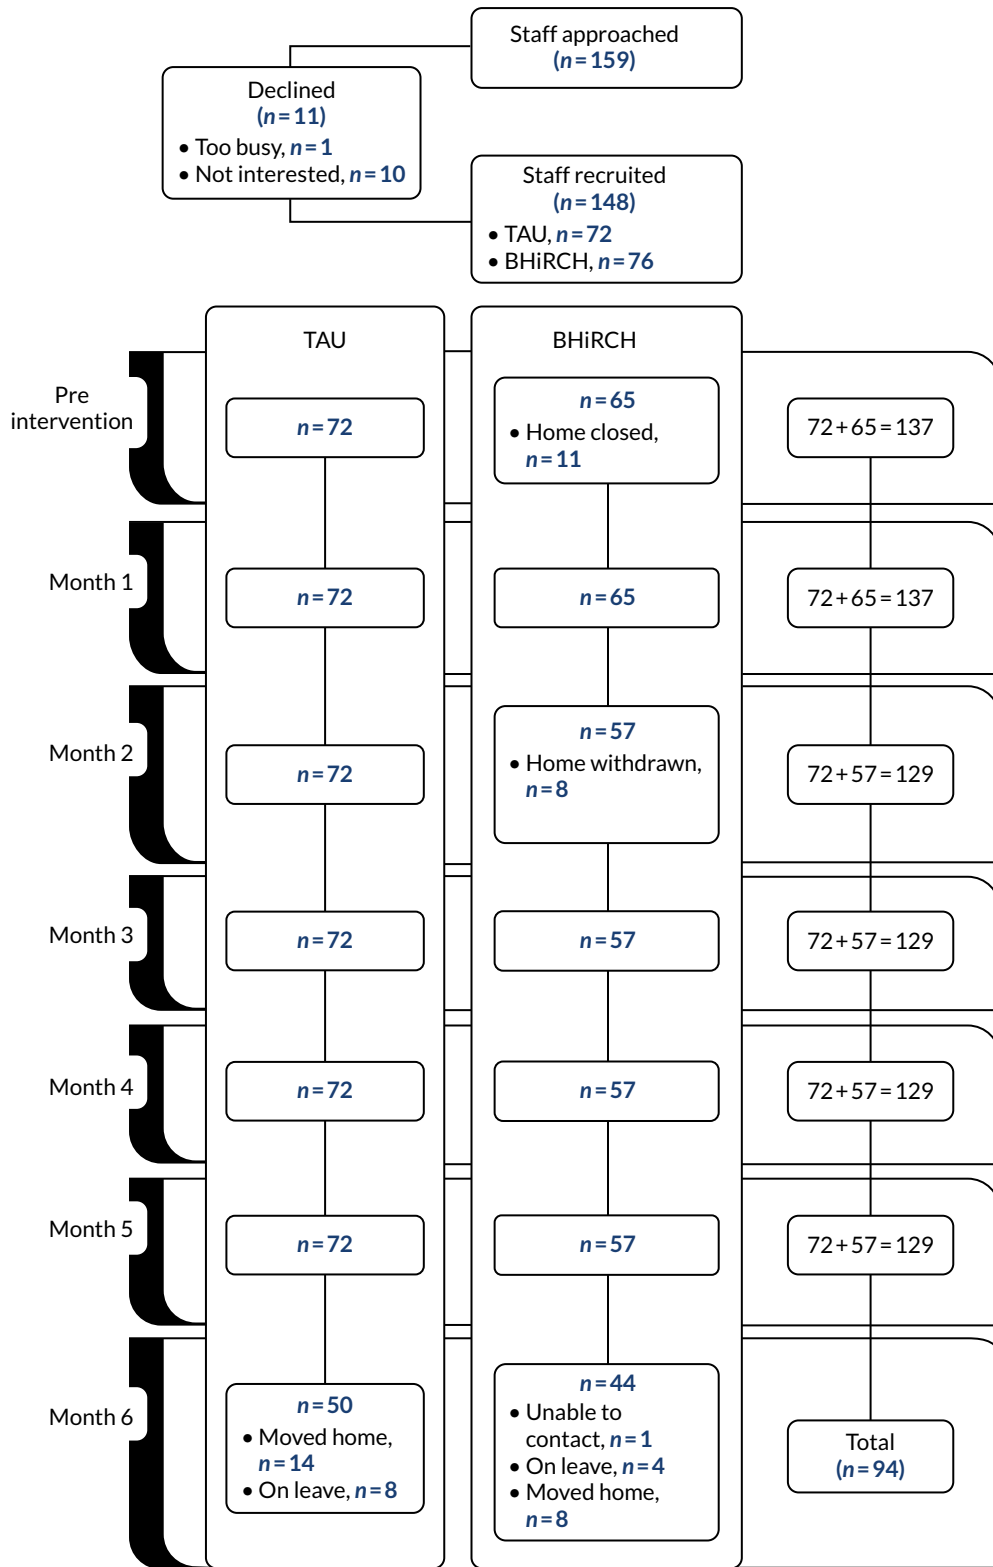 Staff approached
(n=159)
Declined
(n=11)
• Too busy, n=1
• Not interested, n=10
Staff recruited
(n=148)
• TAU, n=72
• BHiRCH, n=76
TAU
BHiRCH
Pre
intervention
n=72
n=65
• Home closed,
n=11
72+65=137
Month 1
n=72
n=65
72+65=137
Month 2
n=72
n=57
• Home withdrawn,
n=8
72+57=129
Month 3
n=72
n=57
72+57=129
Month 4
n=72
n=57
72+57=129
Month 5
n=72
n=57
72+57=129
Month 6
n=50
• Moved home,
n=14
• On leave, n=8
n=44
• Unable to
contact, n=1
• On leave, n=4
• Moved home,
n=8
Total
(n=94)